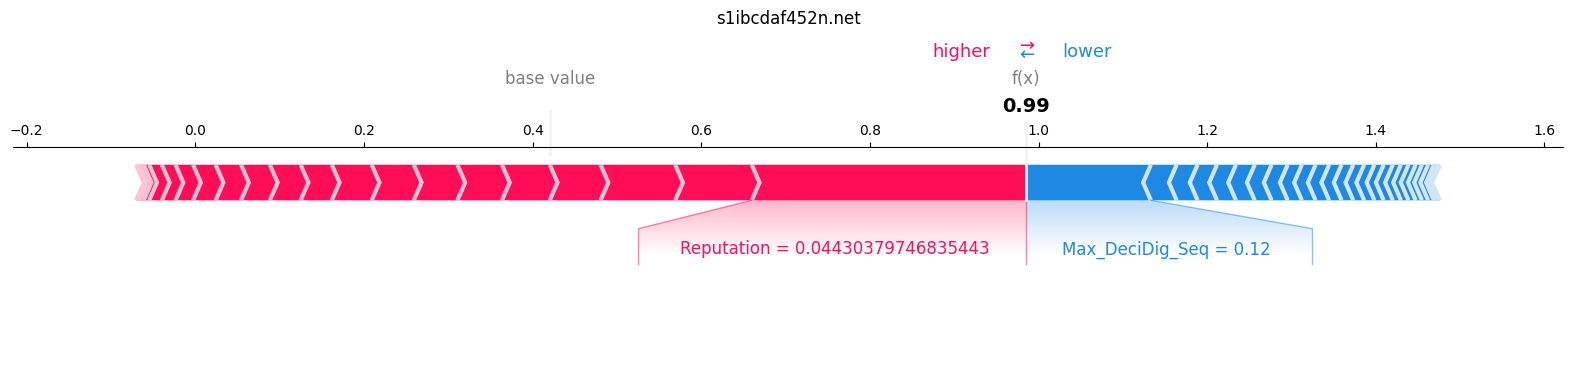 s1ibcdaf452n.net
higher ⇄ lower
base value f(x)
0.99
−0.2 0.0 0.2 0.4 0.6 0.8 1.0 1.2 1.4 1.6
Reputation = 0.04430379746835443 Max_DeciDig_Seq = 0.12